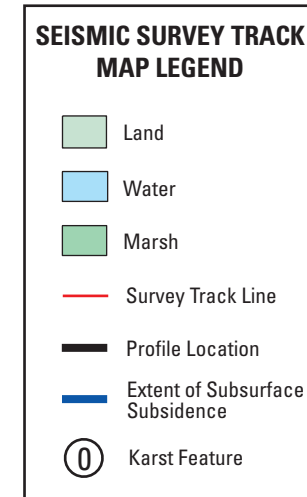 SEISMIC SURVEY TRACK
MAP LEGEND
Land
Water
Marsh
Survey Track Line
Profile Location
Extent of Subsurface
Subsidence
0 Karst Feature